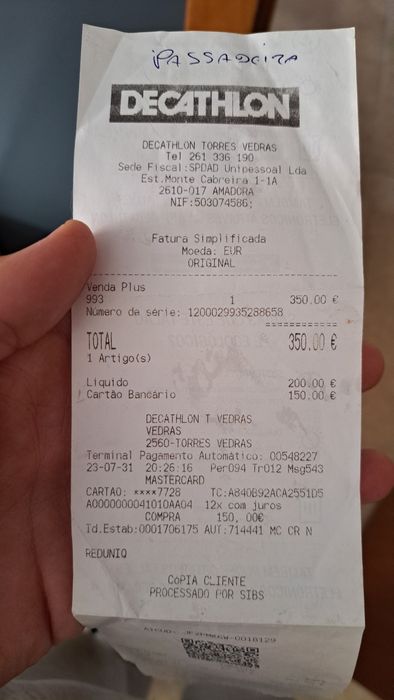 PASSADEIRA
DECATHLON
DECATHLON TORRES VEDRAS
Tel 261 336 190
Sede Fiscal:SPDAD Unipessoal Lda
Est.Monte Cabreira 1-1A
2610-017 AMADORA
NIF:503074586;
Fatura Simplificada
Moeda: EUR
ORIGINAL
Venda Plus
993 1 350.00 €
Número de série: 1200029935288658
TOTAL 350.00 €
1 Artigo(s)
Líquido 200.00 €
Cartão Bancário 150.00 €
DECATHLON T VEDRAS
VEDRAS
2560-TORRES VEDRAS
Terminal Pagamento Automático: 00548227
23-07-31 20:26:16 Per094 Tr012 Msg543
MASTERCARD
CARTAO: ****7728 TC:A840B92ACA2551D5
A0000000041010AA04 12x com juros
COMPRA 150, 00€
Id.Estab:0001706175 AUT:714441 MC CR N
REDUNIQ
COPIA CLIENTE
PROCESSADO POR SIBS